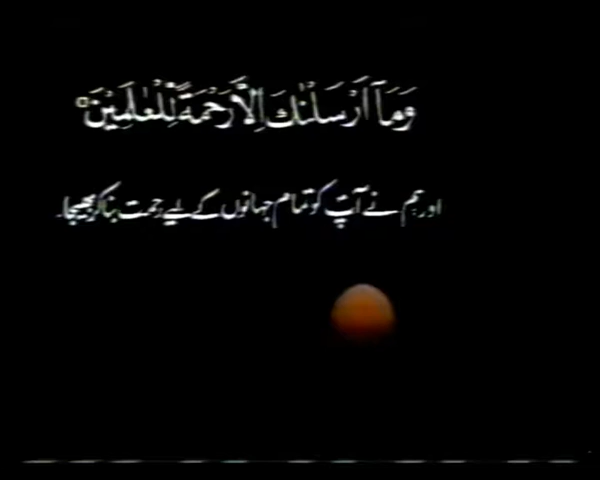 وَمَآ اَرْسَلْنٰكَ اِلَّا رَحْمَةً لِّلْعٰلَمِیْنَ
اور ہم نے آپ کو تمام جہانوں کے لیے رحمت بنا کر بھیجا۔